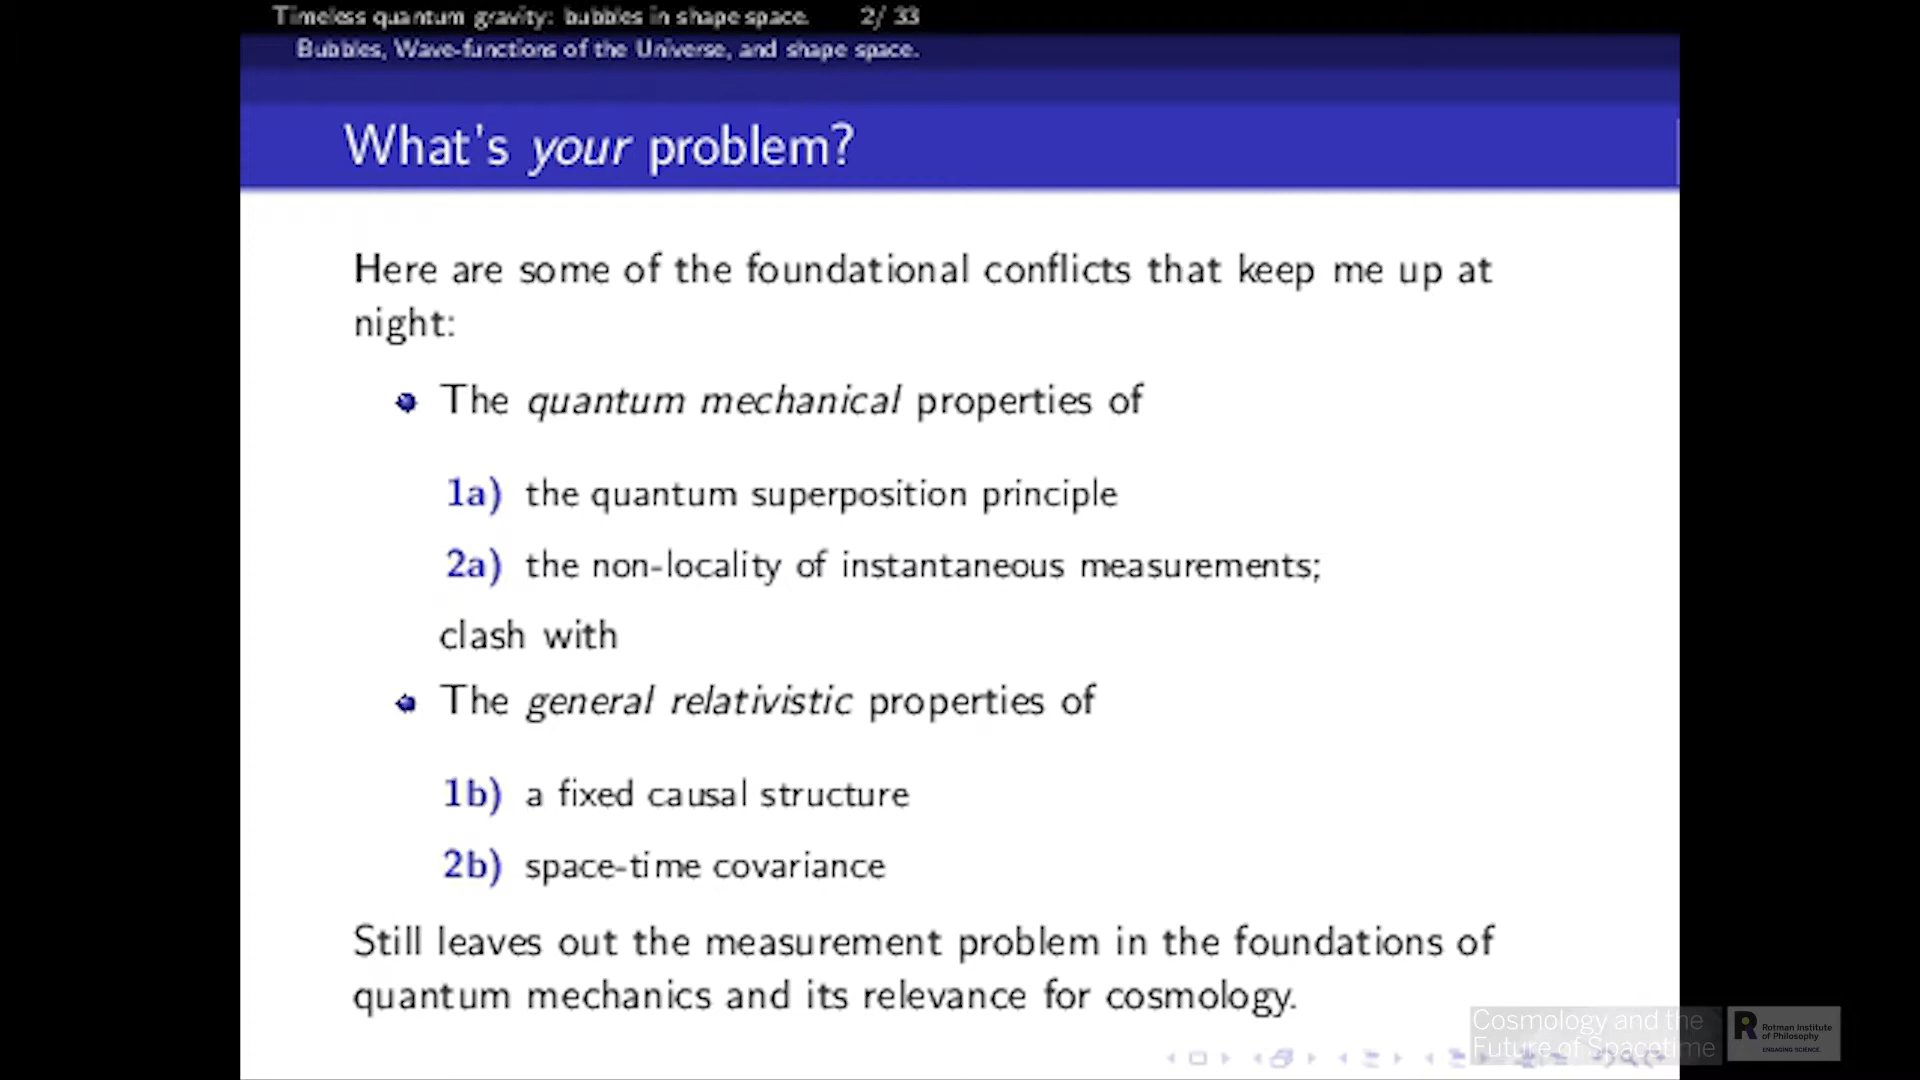 Timeless quantum gravity: bubbles in shape space. 2/ 33
Bubbles, Wave-functions of the Universe, and shape space.
What's your problem?
Here are some of the foundational conflicts that keep me up at
night:
The quantum mechanical properties of
1a) the quantum superposition principle
2a) the non-locality of instantaneous measurements;
clash with
The general relativistic properties of
1b) a fixed causal structure
2b) space-time covariance
Still leaves out the measurement problem in the foundations of
quantum mechanics and its relevance for cosmology.
Cosmology and the
Future of Spacetime
R
Rotman Institute
of Philosophy
ENGAGING SCIENCE.